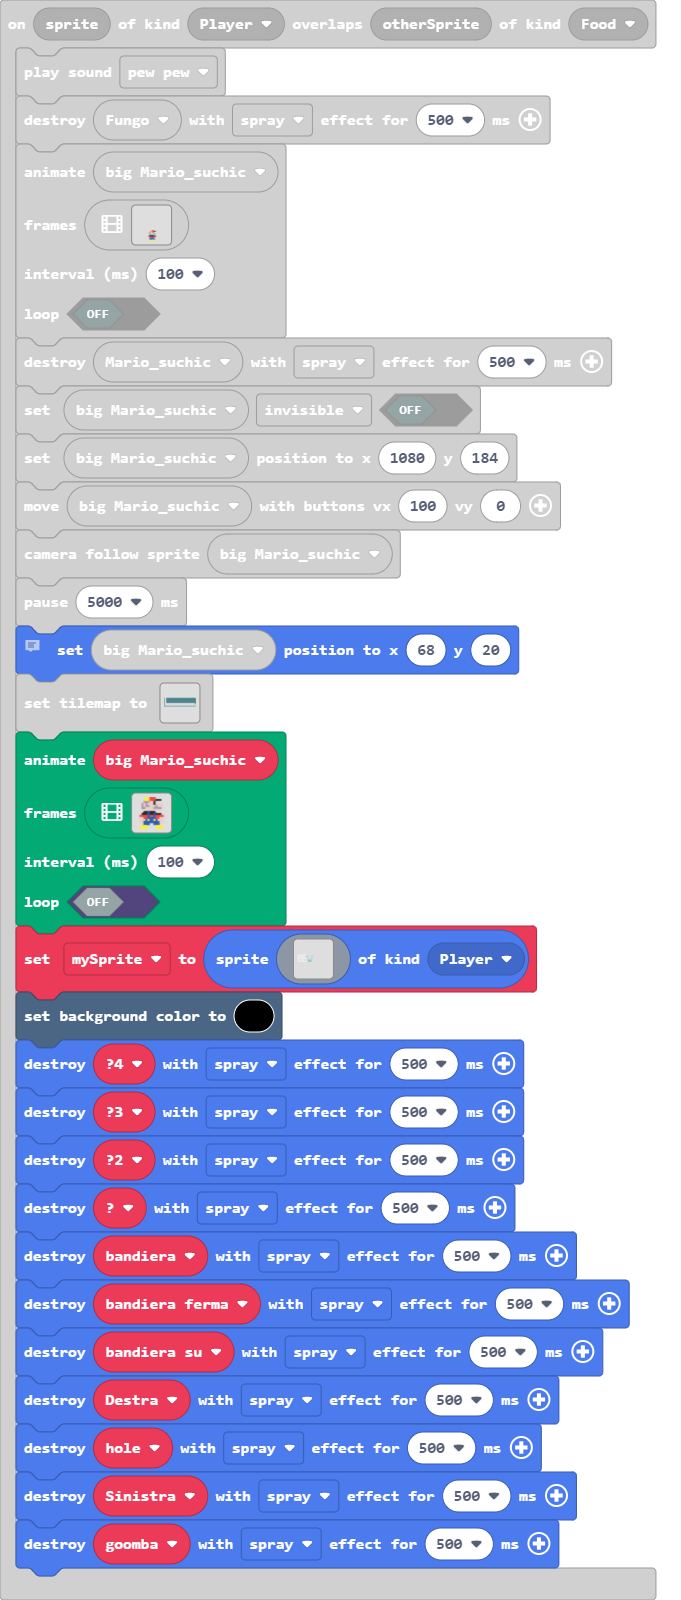 on sprite of kind Player overlaps otherSprite of kind Food
play sound pew pew
destroy Fungo with spray effect for 500 ms
animate big Mario_suchic
frames
interval (ms) 100
loop OFF
destroy Mario_suchic with spray effect for 500 ms
set big Mario_suchic invisible OFF
set big Mario_suchic position to x 1080 y 184
move big Mario_suchic with buttons vx 100 vy 0
camera follow sprite big Mario_suchic
pause 5000 ms
set big Mario_suchic position to x 68 y 20
set tilemap to
animate big Mario_suchic
frames
interval (ms) 100
loop OFF
set mySprite to sprite of kind Player
set background color to
destroy ?4 with spray effect for 500 ms
destroy ?3 with spray effect for 500 ms
destroy ?2 with spray effect for 500 ms
destroy ? with spray effect for 500 ms
destroy bandiera with spray effect for 500 ms
destroy bandiera ferma with spray effect for 500 ms
destroy bandiera su with spray effect for 500 ms
destroy Destra with spray effect for 500 ms
destroy hole with spray effect for 500 ms
destroy Sinistra with spray effect for 500 ms
destroy goomba with spray effect for 500 ms